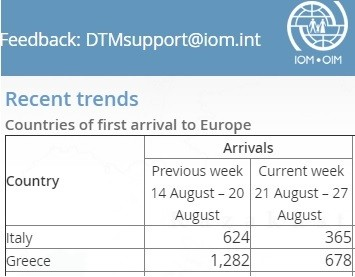 Feedback: DTMsupport@iom.int
IOM • OIM
Recent trends
Countries of first arrival to Europe
Arrivals
Country
Previous week
14 August – 20
August
Current week
21 August – 27
August
Italy 624 365
Greece 1,282 678